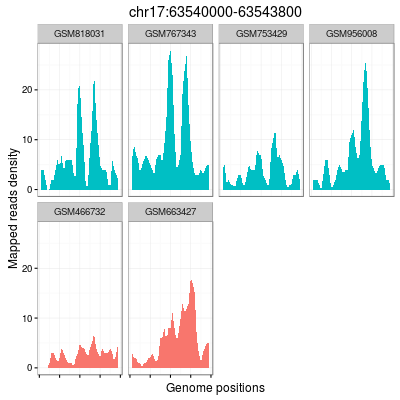 chr17:63540000-63543800
GSM818031 GSM767343 GSM753429 GSM956008
20
10
0
Mapped reads density
GSM466732 GSM663427
20
10
0
Genome positions